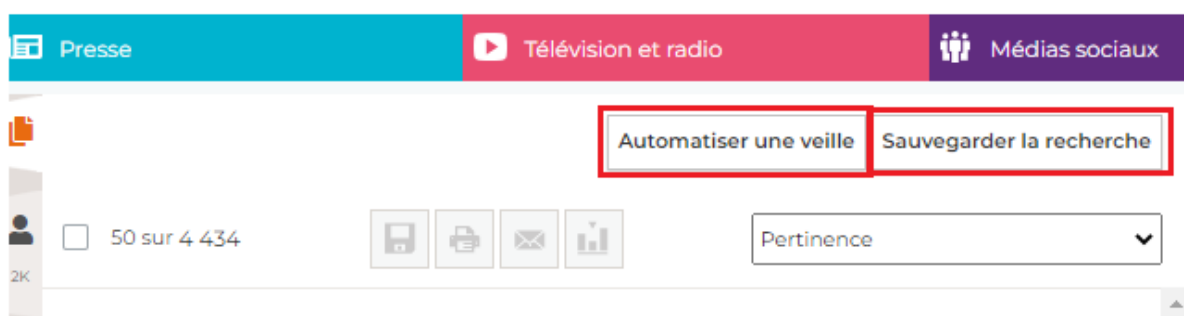 Presse
Télévision et radio
Médias sociaux
Automatiser une veille
Sauvegarder la recherche
50 sur 4 434
Pertinence
2K